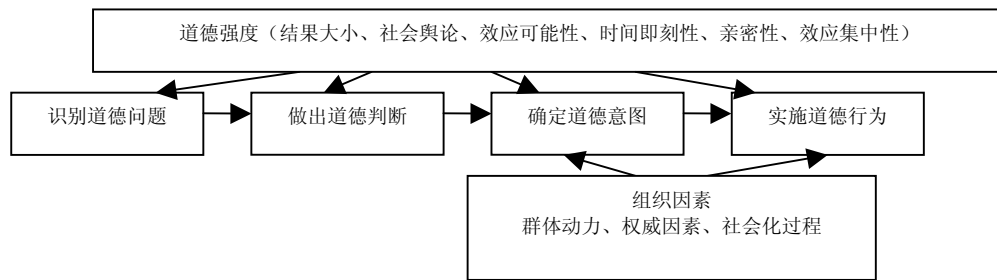 道德强度（结果大小、社会舆论、效应可能性、时间即刻性、亲密性、效应集中性）
识别道德问题
做出道德判断
确定道德意图
实施道德行为
组织因素
群体动力、权威因素、社会化过程